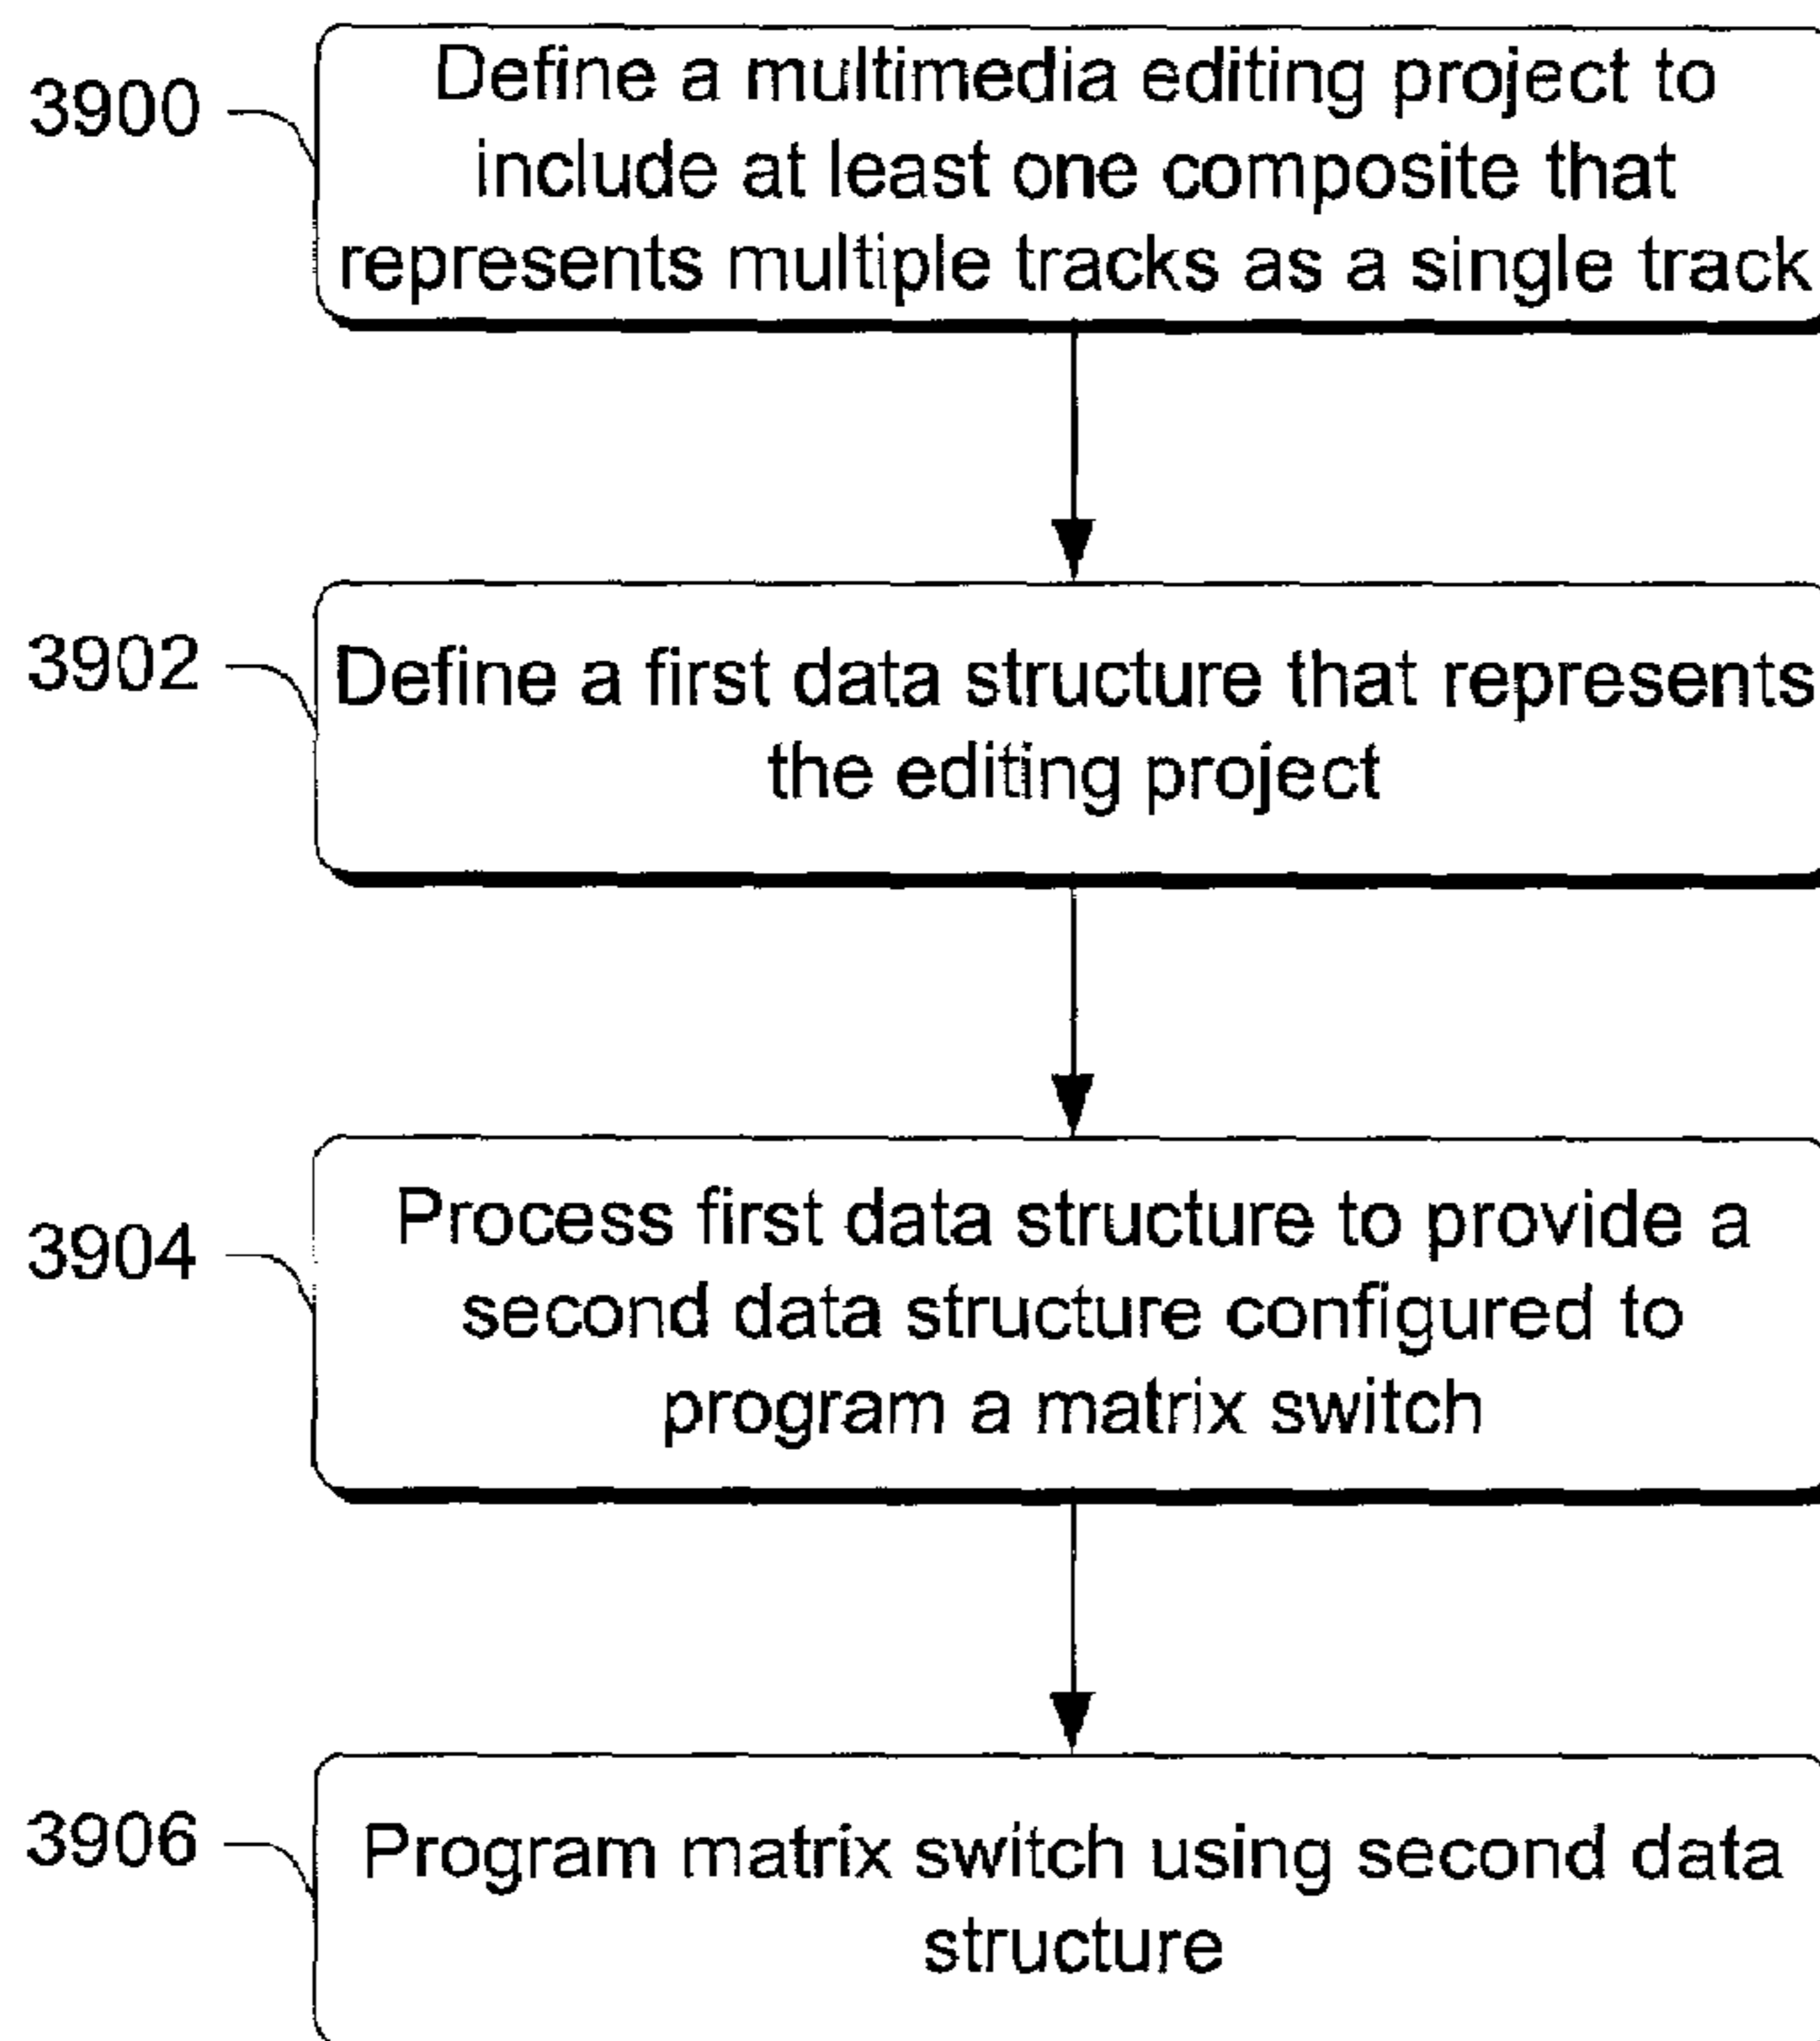 3900
Define a multimedia editing project to
include at least one composite that
represents multiple tracks as a single track
3902
Define a first data structure that represents
the editing project
3904
Process first data structure to provide a
second data structure configured to
program a matrix switch
3906
Program matrix switch using second data
structure